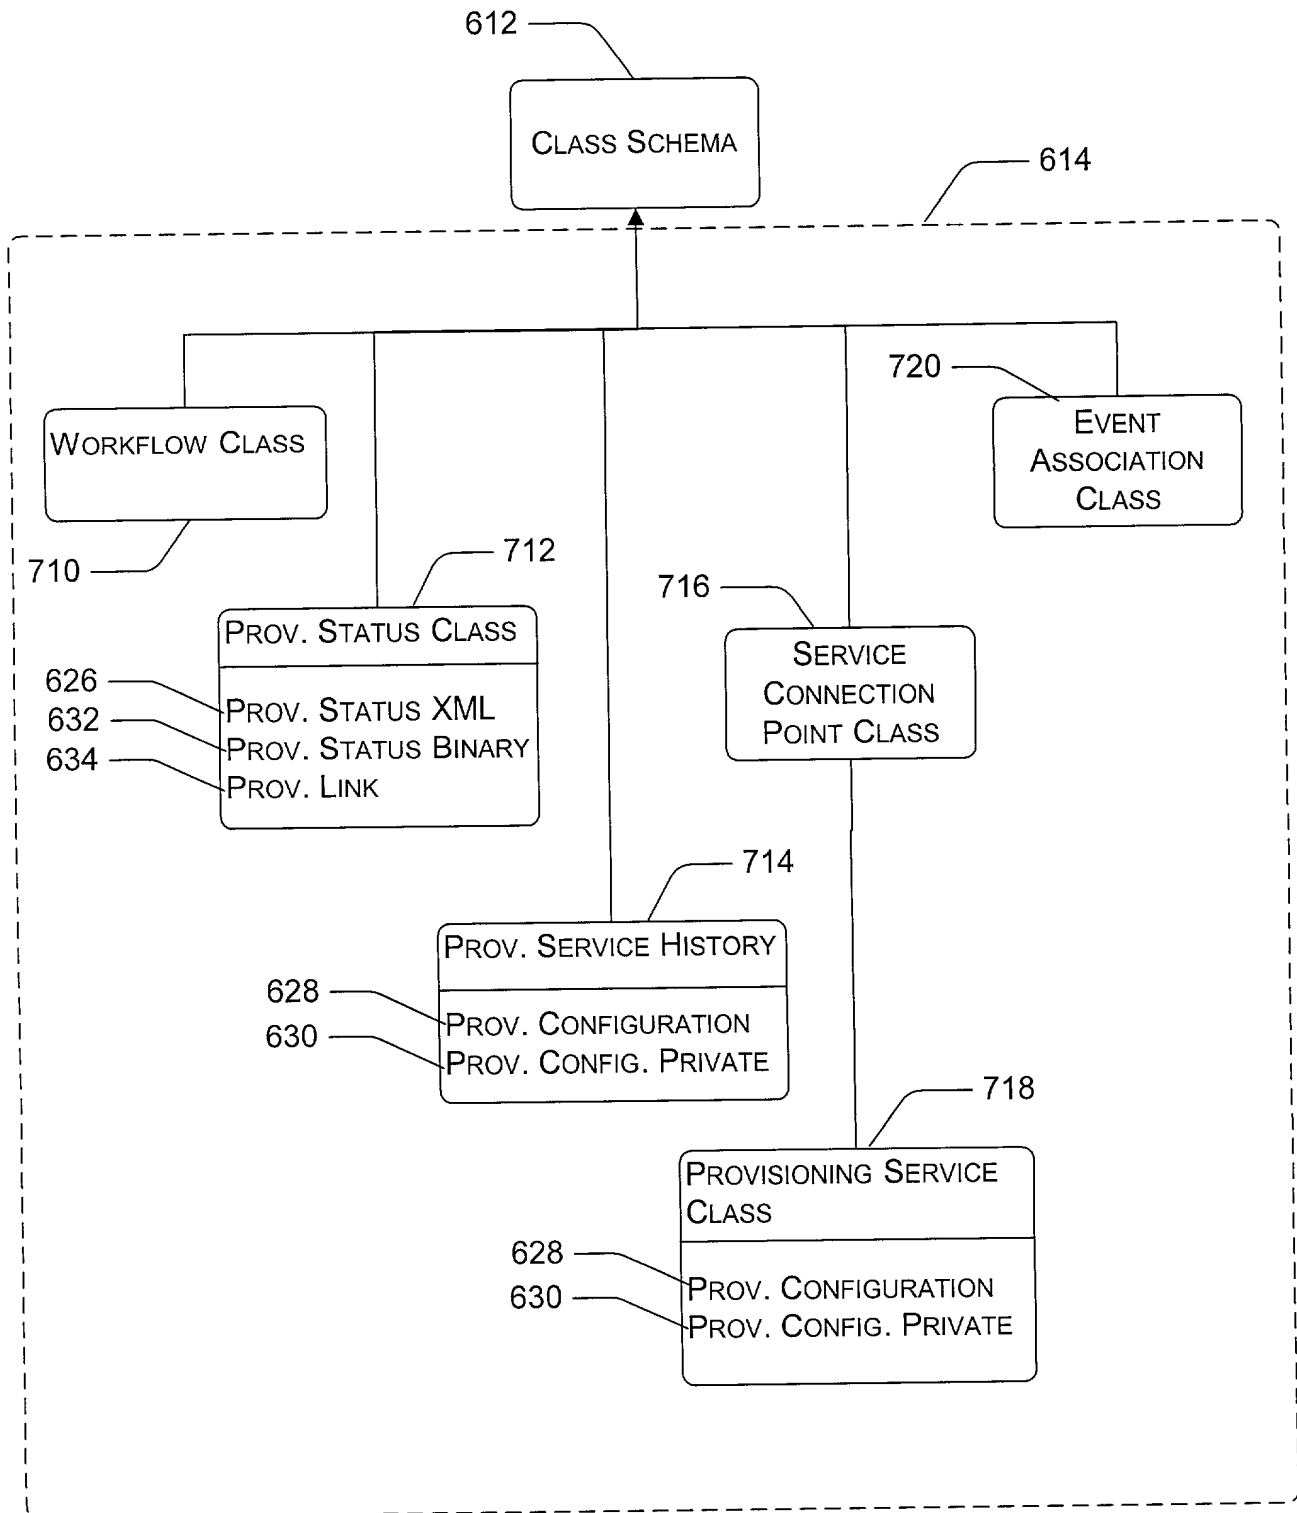 612
CLASS SCHEMA
614
720
EVENT
ASSOCIATION
CLASS
WORKFLOW CLASS
710
712
716
PROV. STATUS CLASS
SERVICE
CONNECTION
POINT CLASS
626
PROV. STATUS XML
632
PROV. STATUS BINARY
634
PROV. LINK
714
PROV. SERVICE HISTORY
628
PROV. CONFIGURATION
630
PROV. CONFIG. PRIVATE
718
PROVISIONING SERVICE
CLASS
628
PROV. CONFIGURATION
630
PROV. CONFIG. PRIVATE